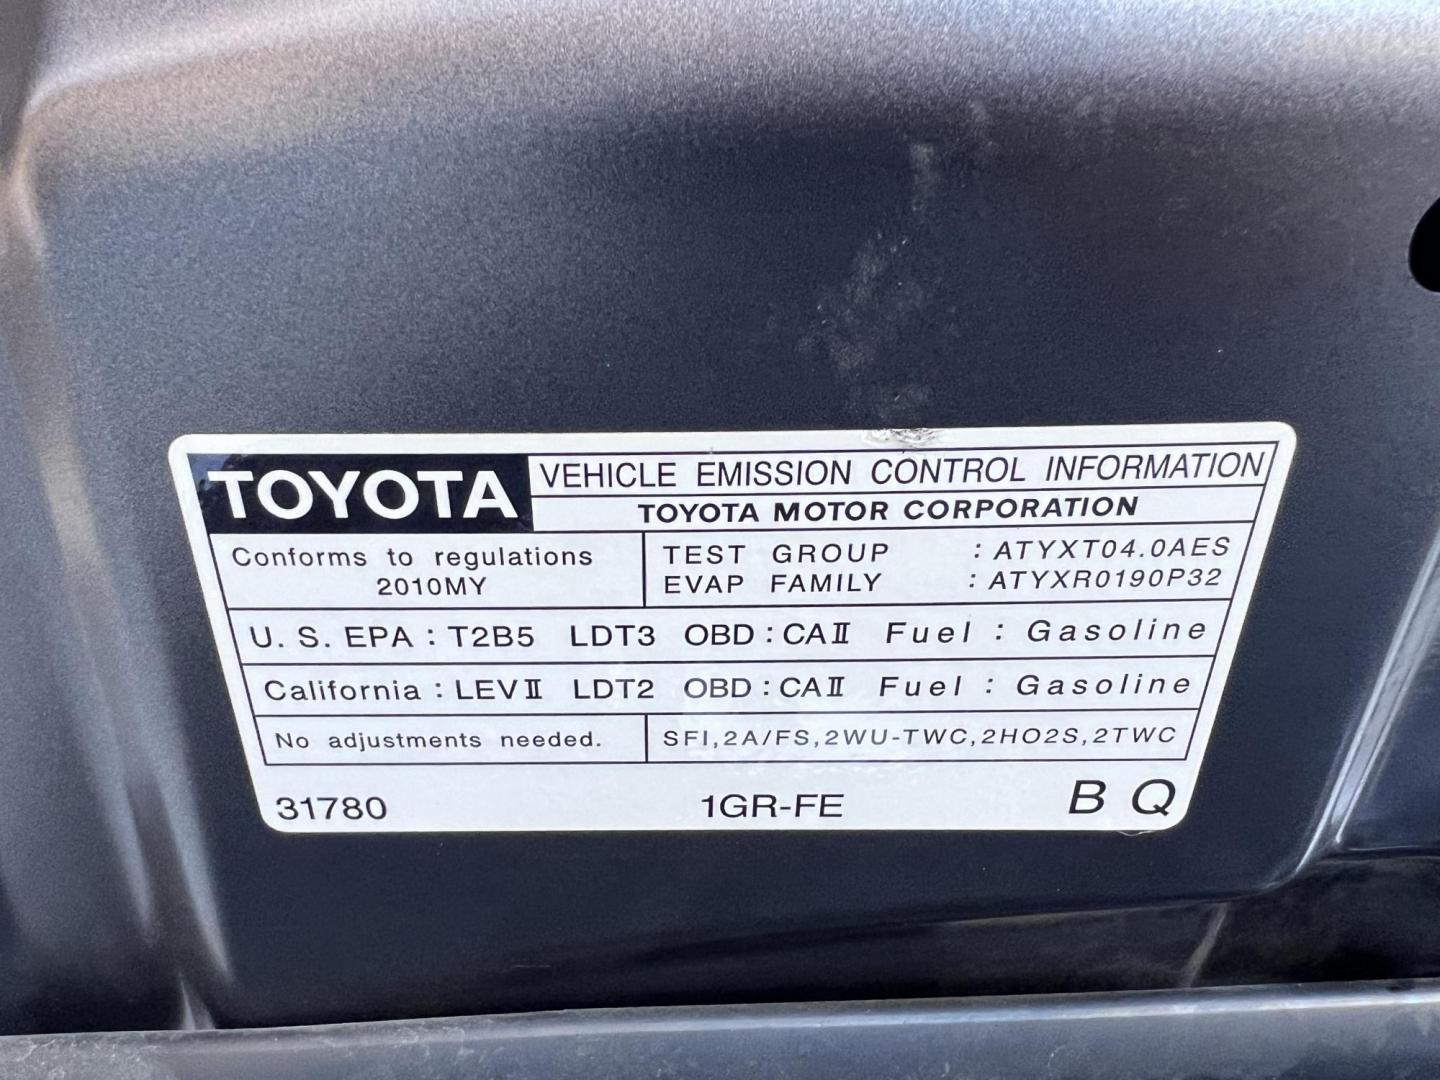 TOYOTA VEHICLE EMISSION CONTROL INFORMATION
TOYOTA MOTOR CORPORATION
Conforms to regulations
2010MY
TEST GROUP : ATYXT04.0AES
EVAP FAMILY : ATYXR0190P32
U. S. EPA : T2B5 LDT3 OBD : CAⅡ Fuel : Gasoline
California : LEVⅡ LDT2 OBD : CAⅡ Fuel : Gasoline
No adjustments needed. SFI,2A/FS,2WU-TWC,2HO2S,2TWC
31780 1GR-FE B Q